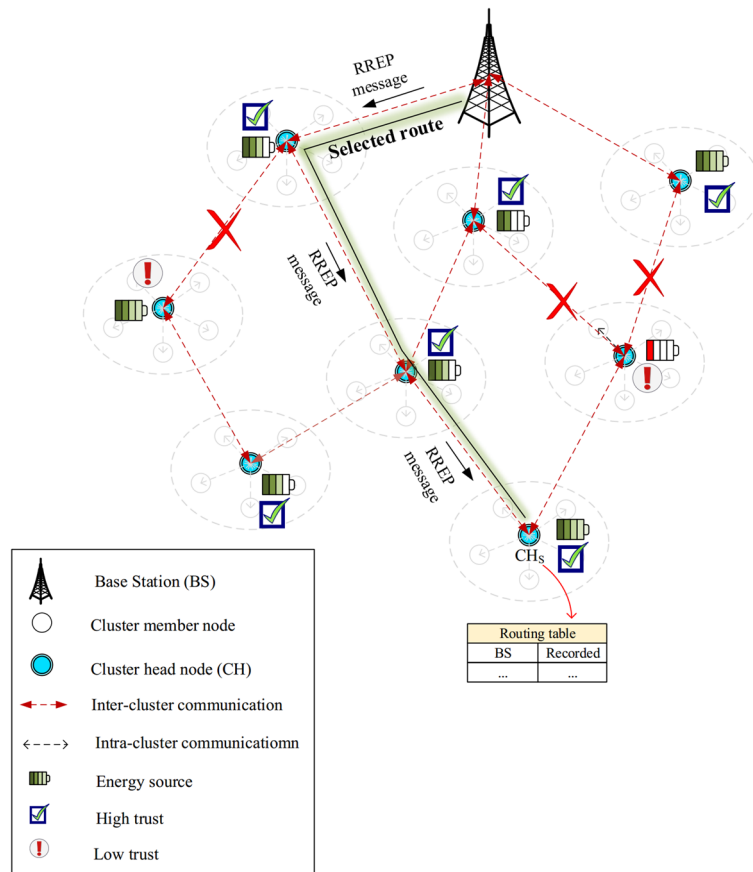 RREP
message
Selected route
RREP
message
RREP
message
CHS
Routing table
BS Recorded
... ...
Base Station (BS)
Cluster member node
Cluster head node (CH)
Inter-cluster communication
Intra-cluster communicatiomn
Energy source
High trust
Low trust